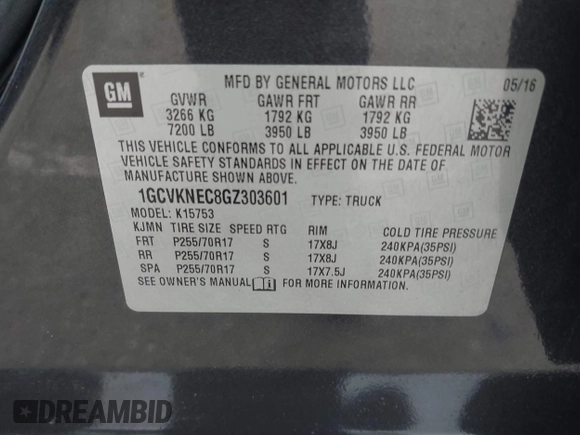 GM
MFD BY GENERAL MOTORS LLC 05/16
GVWR GAWR FRT GAWR RR
3266 KG 1792 KG 1792 KG
7200 LB 3950 LB 3950 LB
THIS VEHICLE CONFORMS TO ALL APPLICABLE U.S. FEDERAL MOTOR
VEHICLE SAFETY STANDARDS IN EFFECT ON THE DATE OF
MANUFACTURE SHOWN ABOVE.
1GCVKNEC8GZ303601 TYPE: TRUCK
MODEL: K15753
KJMN TIRE SIZE SPEED RTG RIM COLD TIRE PRESSURE
FRT P255/70R17 S 17X8J 240KPA(35PSI)
RR P255/70R17 S 17X8J 240KPA(35PSI)
SPA P255/70R17 S 17X7.5J 240KPA(35PSI)
SEE OWNER'S MANUAL FOR MORE INFORMATION.
DREAMBID